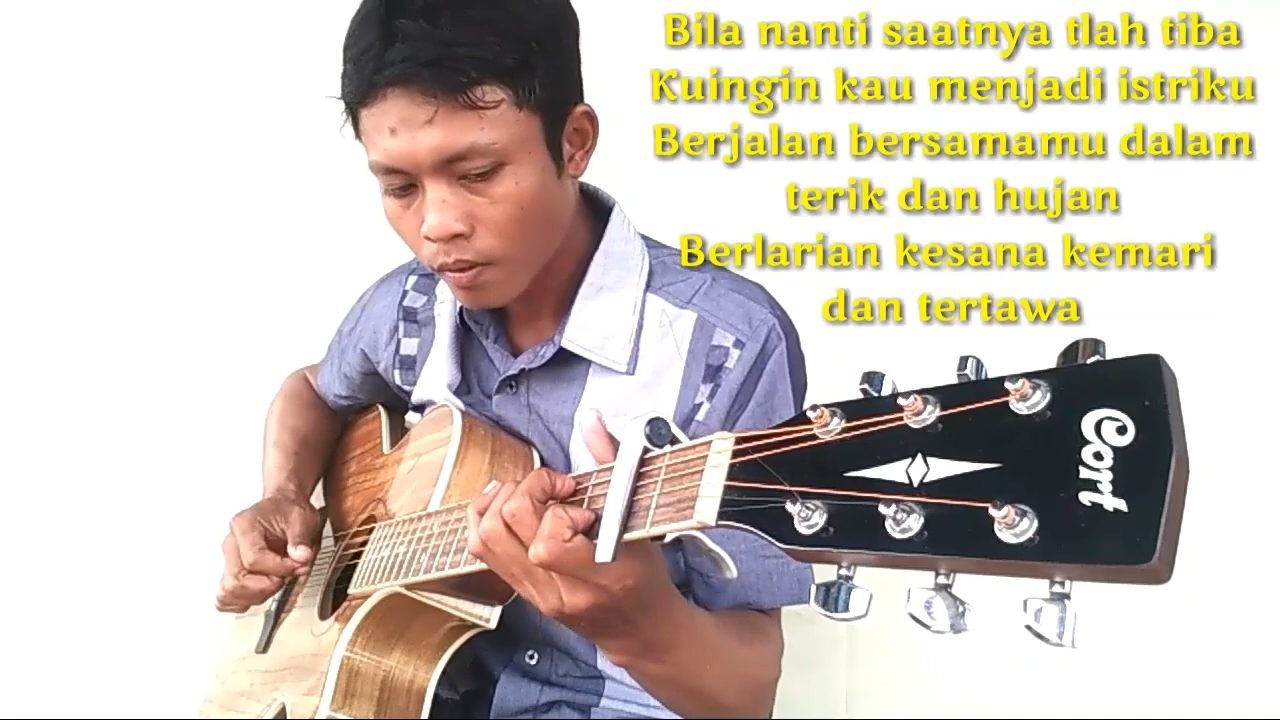 Bila nanti saatnya tlah tiba
Kuingin kau menjadi istriku
Berjalan bersamamu dalam
terik dan hujan
Berlarian kesana kemari
dan tertawa
Cort